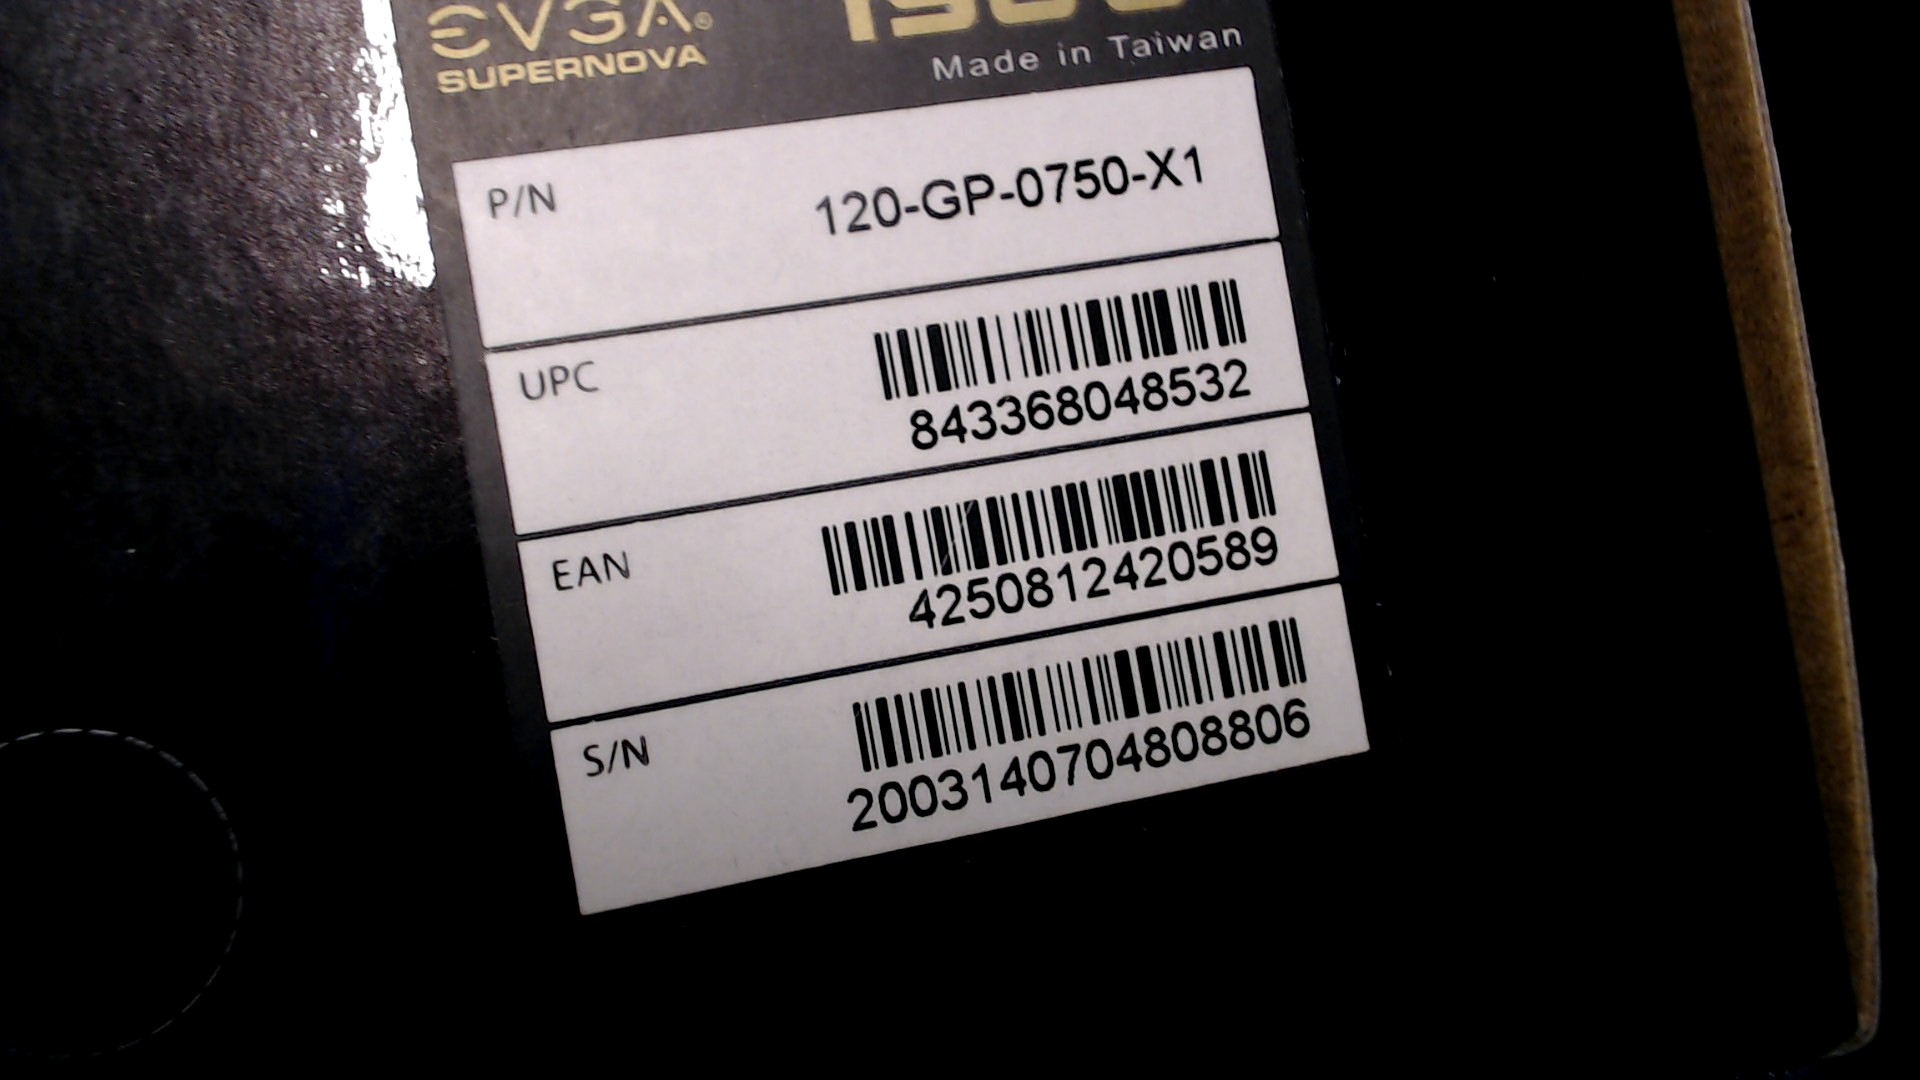 EVGA®
SUPERNOVA
Made in Taiwan
P/N
120-GP-0750-X1
UPC
843368048532
EAN
4250812420589
S/N
2003140704808806